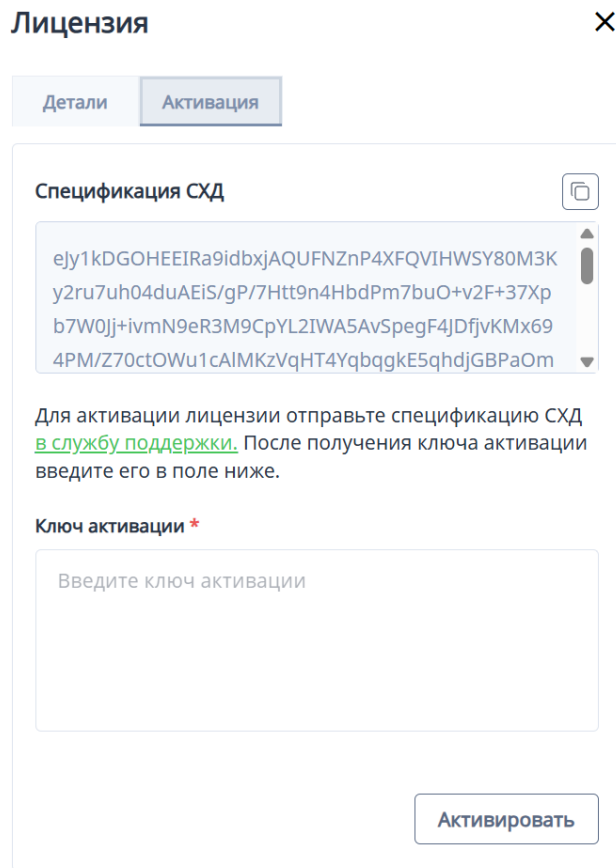 Лицензия
Детали
Активация
Спецификация СХД
eJy1kDGOHEEIRa9idbxjAQUFNZnP4XFQVIHWSY80M3K
y2ru7uh04duAEiS/gP/7Htt9n4HbdPm7buO+v2F+37Xp
b7W0Jj+ivmN9eR3M9CpYL2IWA5AvSpegF4JDfjvKMx69
4PM/Z70ctOWu1cAlMKzVqHT4YqbqgkE5qhdjGBPaOm
Для активации лицензии отправьте спецификацию СХД
в службу поддержки. После получения ключа активации
введите его в поле ниже.
Ключ активации *
Введите ключ активации
Активировать